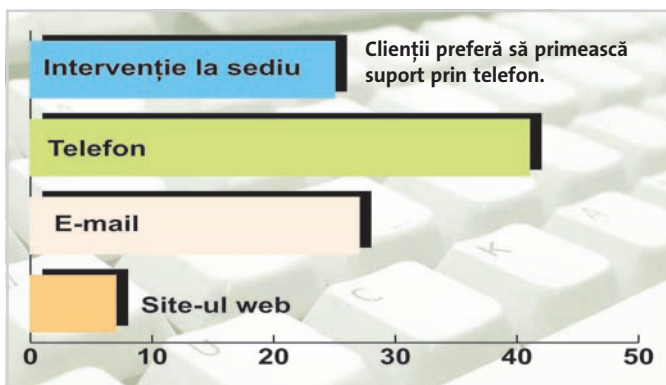 Intervenție la sediu
Clienții preferă să primească
suport prin telefon.
Telefon
E-mail
Site-ul web
0 10 20 30 40 50